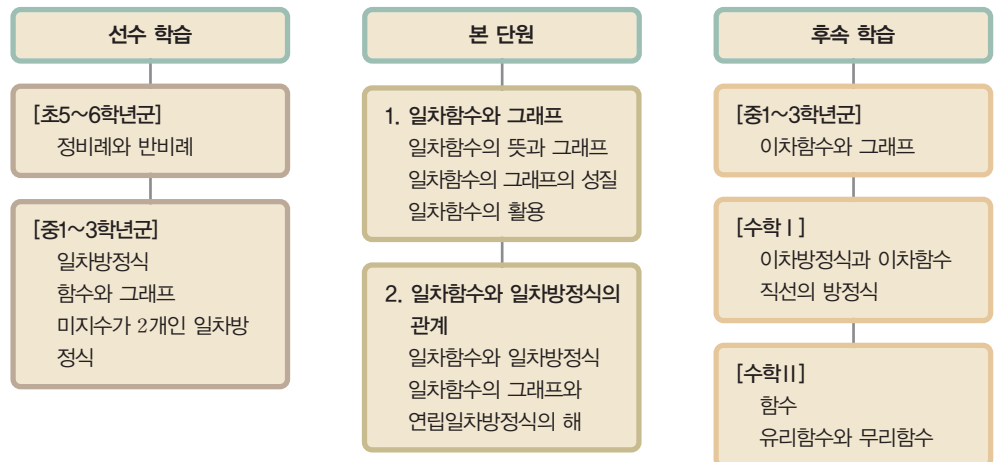 선수 학습
[초5~6학년군]
정비례와 반비례
[중1~3학년군]
일차방정식
함수와 그래프
미지수가 2개인 일차방
정식
본 단원
1. 일차함수와 그래프
일차함수의 뜻과 그래프
일차함수의 그래프의 성질
일차함수의 활용
2. 일차함수와 일차방정식의
관계
일차함수와 일차방정식
일차함수의 그래프와
연립일차방정식의 해
후속 학습
[중1~3학년군]
이차함수와 그래프
[수학Ⅰ]
이차방정식과 이차함수
직선의 방정식
[수학II]
함수
유리함수와 무리함수